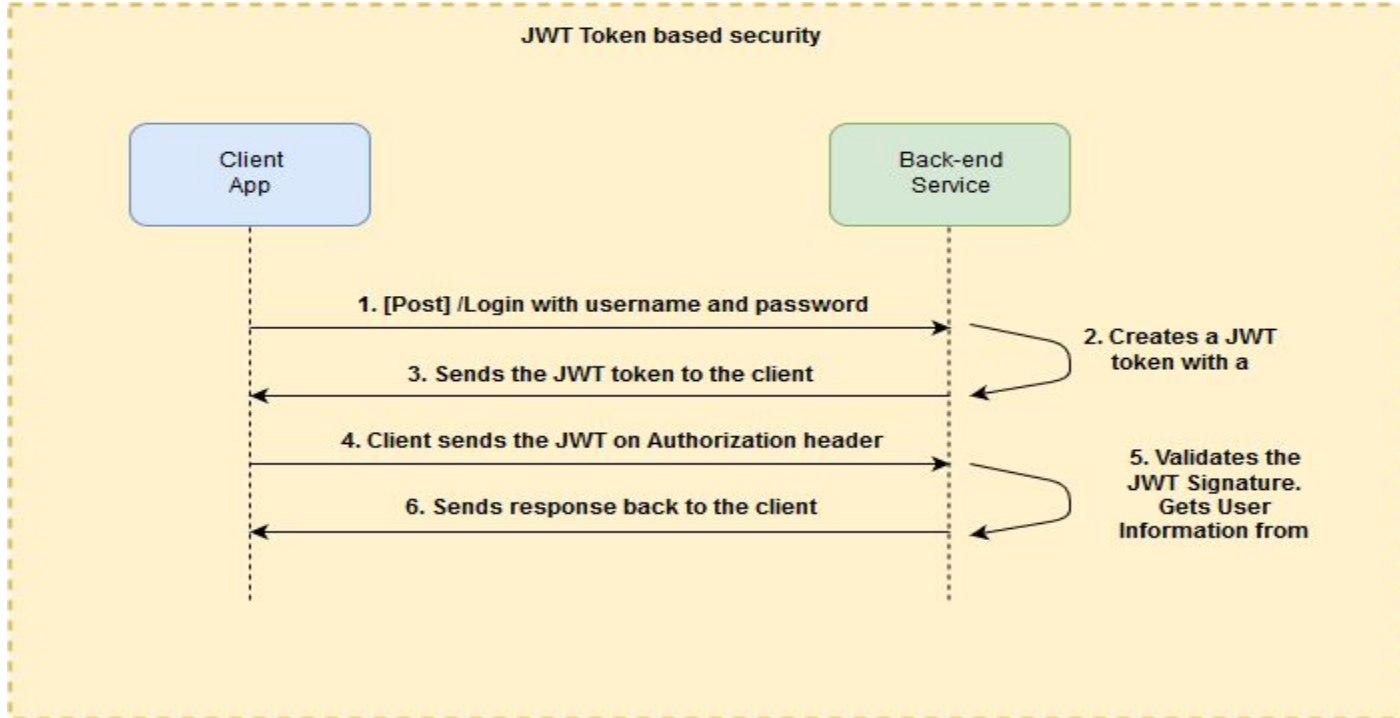 JWT Token based security
Client
App
Back-end
Service
1. [Post] /Login with username and password
2. Creates a JWT
token with a
3. Sends the JWT token to the client
4. Client sends the JWT on Authorization header
5. Validates the
JWT Signature.
Gets User
Information from
6. Sends response back to the client